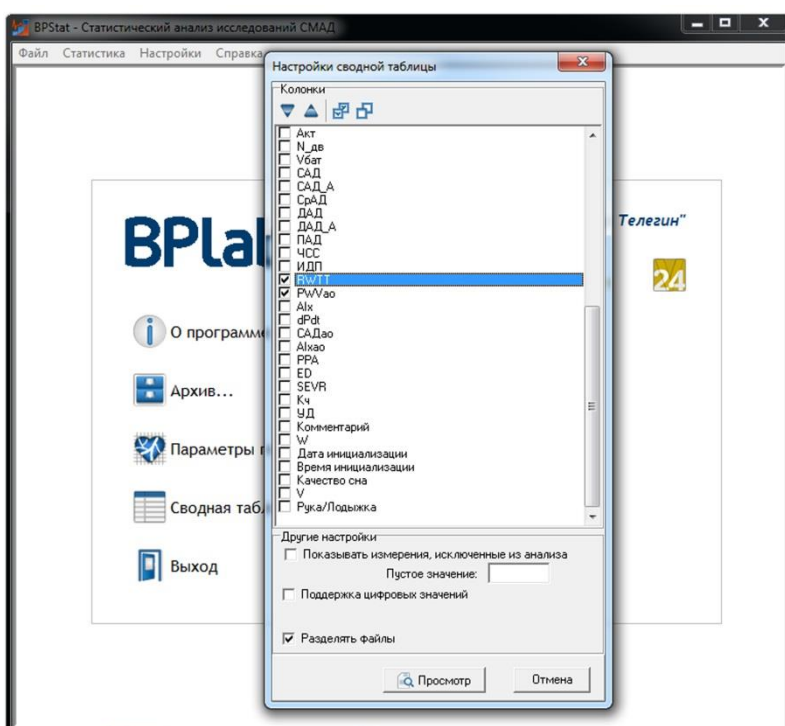 BPStat - Статистический анализ исследований СМАД
Файл Статистика Настройки Справка
Настройки сводной таблицы
Колонки
Акт
N_дв
Vбат
САД
САД_А
СрАД
ДАД
ДАД_А
ПАД
ЧСС
ИДП
RWTT
PWVao
AIx
dPdt
САДао
AIxao
PPA
ED
SEVR
Кч
УД
Комментарий
W
Дата инициализации
Время инициализации
Качество сна
V
Рука/Лодыжка
Другие настройки
Показывать измерения, исключенные из анализа
Пустое значение:
Поддержка цифровых значений
Разделять файлы
Просмотр Отмена
BPLa
Телегин"
24
О программе
Архив...
Параметры
Сводная таб
Выход